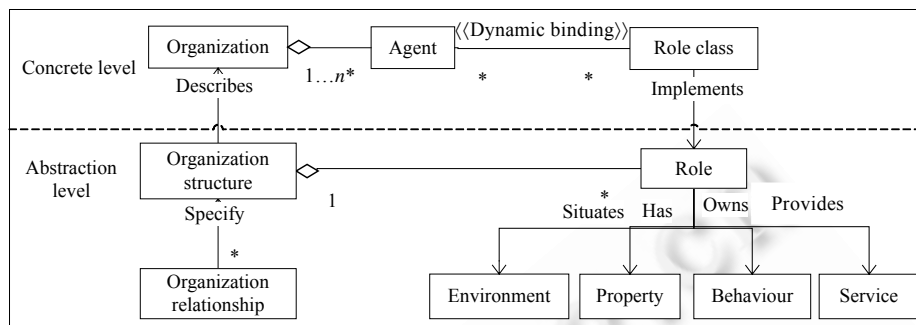 Organization
Agent
⟨⟨Dynamic binding⟩⟩
Role class
Concrete level
1…n*
*
*
Describes
Implements
Abstraction
level
Organization
structure
Role
1
*
Specify
Situates
Has
Owns
Provides
*
Organization
relationship
Environment
Property
Behaviour
Service